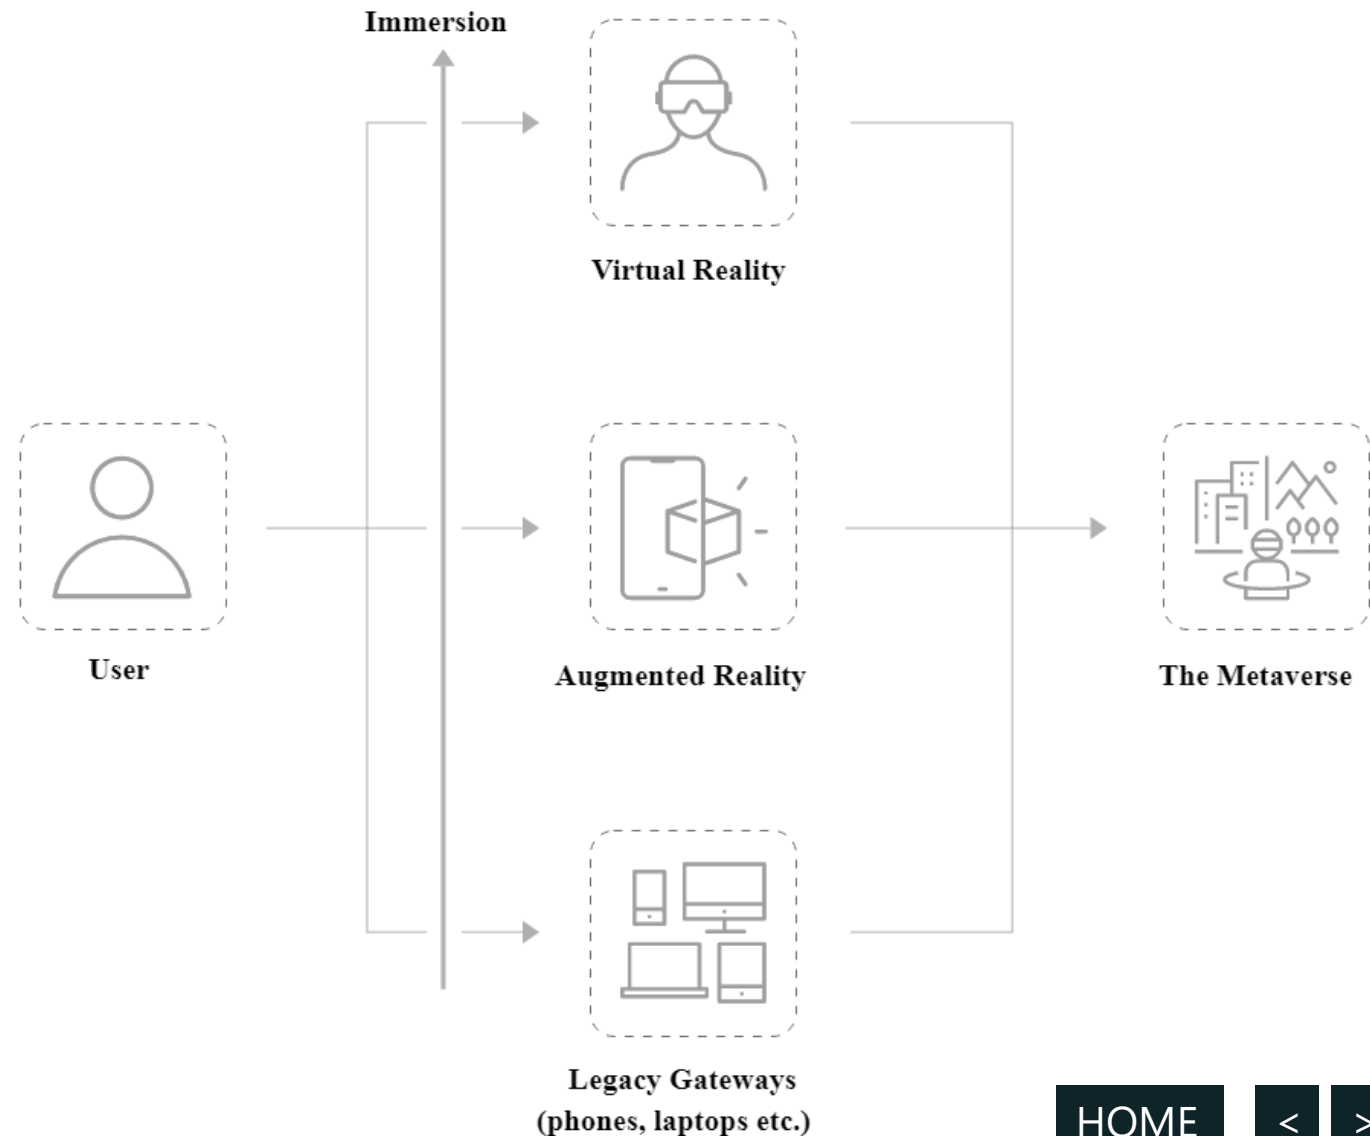 Immersion
Virtual Reality
User
Augmented Reality
The Metaverse
Legacy Gateways
(phones, laptops etc.)
HOME
<
>